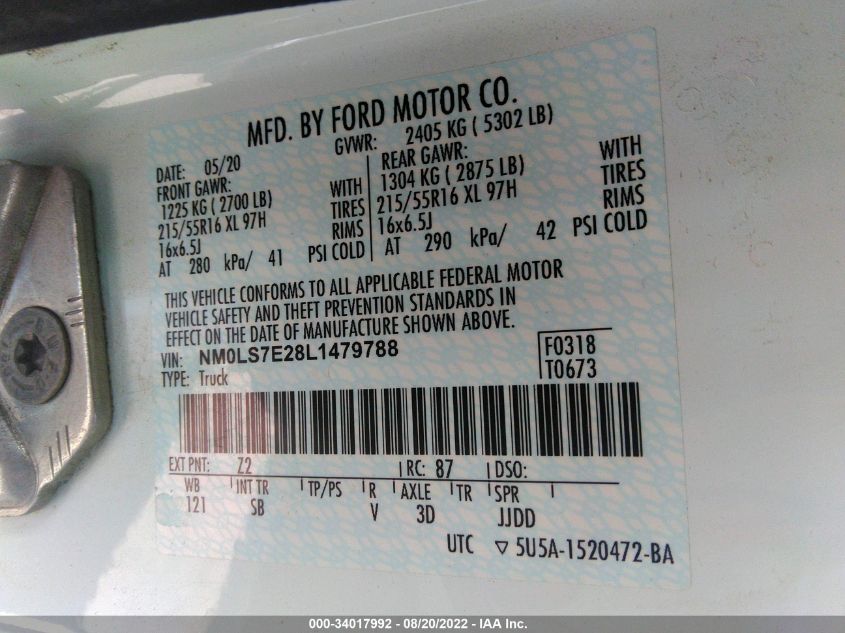 MFD. BY FORD MOTOR CO.
DATE: 05/20 GVWR: 2405 KG ( 5302 LB)
FRONT GAWR: REAR GAWR:
1225 KG ( 2700 LB) WITH 1304 KG ( 2875 LB) WITH
215/55R16 XL 97H TIRES 215/55R16 XL 97H TIRES
16x6.5J RIMS 16x6.5J RIMS
AT 280 kPa/ 41 PSI COLD AT 290 kPa/ 42 PSI COLD
THIS VEHICLE CONFORMS TO ALL APPLICABLE FEDERAL MOTOR
VEHICLE SAFETY AND THEFT PREVENTION STANDARDS IN
EFFECT ON THE DATE OF MANUFACTURE SHOWN ABOVE.
VIN: NM0LS7E28L1479788 F0318
TYPE: Truck T0673
EXT PNT: Z2 RC: 87 DSO:
WB INT TR TP/PS R AXLE TR SPR
121 SB V 3D JJDD
UTC ▽ 5U5A-1520472-BA
000-34017992 - 08/20/2022 - IAA Inc.